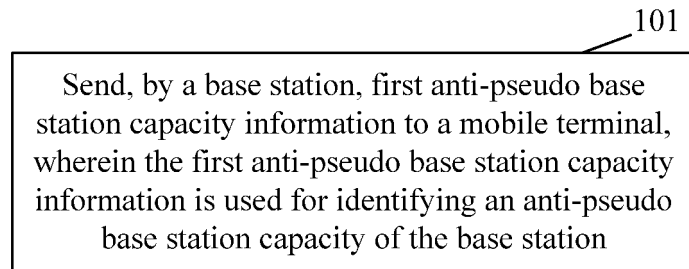 101
Send, by a base station, first anti-pseudo base
station capacity information to a mobile terminal,
wherein the first anti-pseudo base station capacity
information is used for identifying an anti-pseudo
base station capacity of the base station